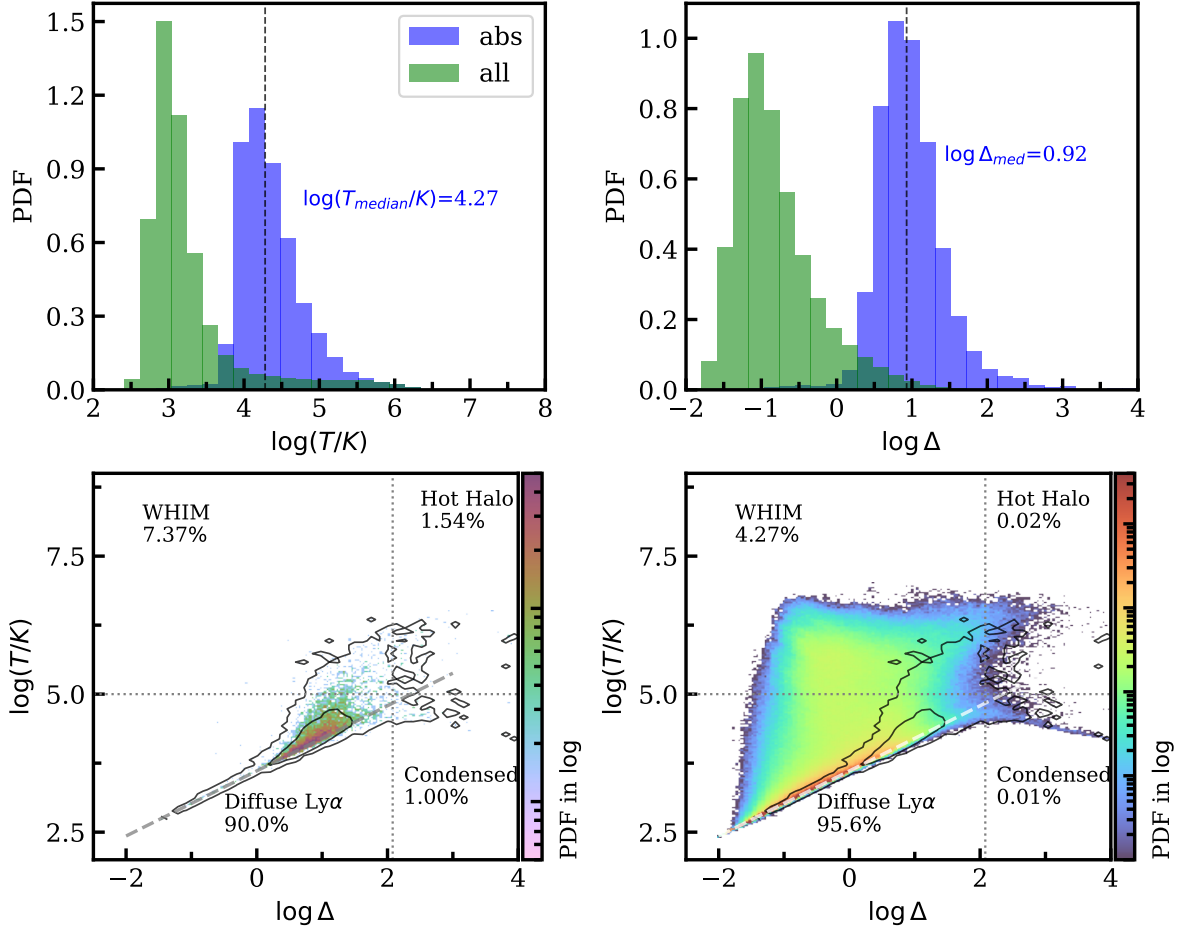 1.5
1.2
0.9
0.6
0.3
0.0
PDF
abs
all
log(T_median/K)=4.27
2 3 4 5 6 7 8
log(T/K)
1.0
0.8
0.6
0.4
0.2
0.0
PDF
log Δ_med=0.92
−2 −1 0 1 2 3 4
log Δ
7.5
5.0
2.5
log(T/K)
WHIM
7.37%
Hot Halo
1.54%
Condensed
1.00%
Diffuse Lyα
90.0%
−2 0 2 4
log Δ
PDF in log
7.5
5.0
2.5
log(T/K)
WHIM
4.27%
Hot Halo
0.02%
Condensed
0.01%
Diffuse Lyα
95.6%
−2 0 2 4
log Δ
PDF in log